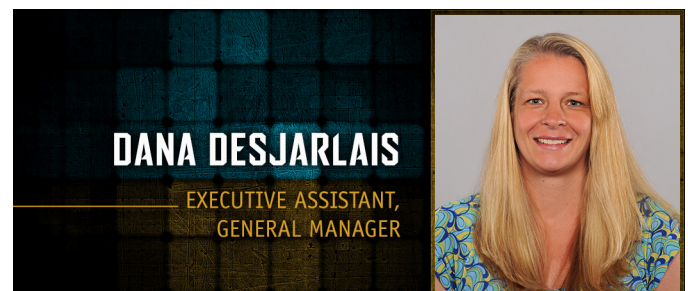 DANA DESJARLAIS
EXECUTIVE ASSISTANT,
GENERAL MANAGER